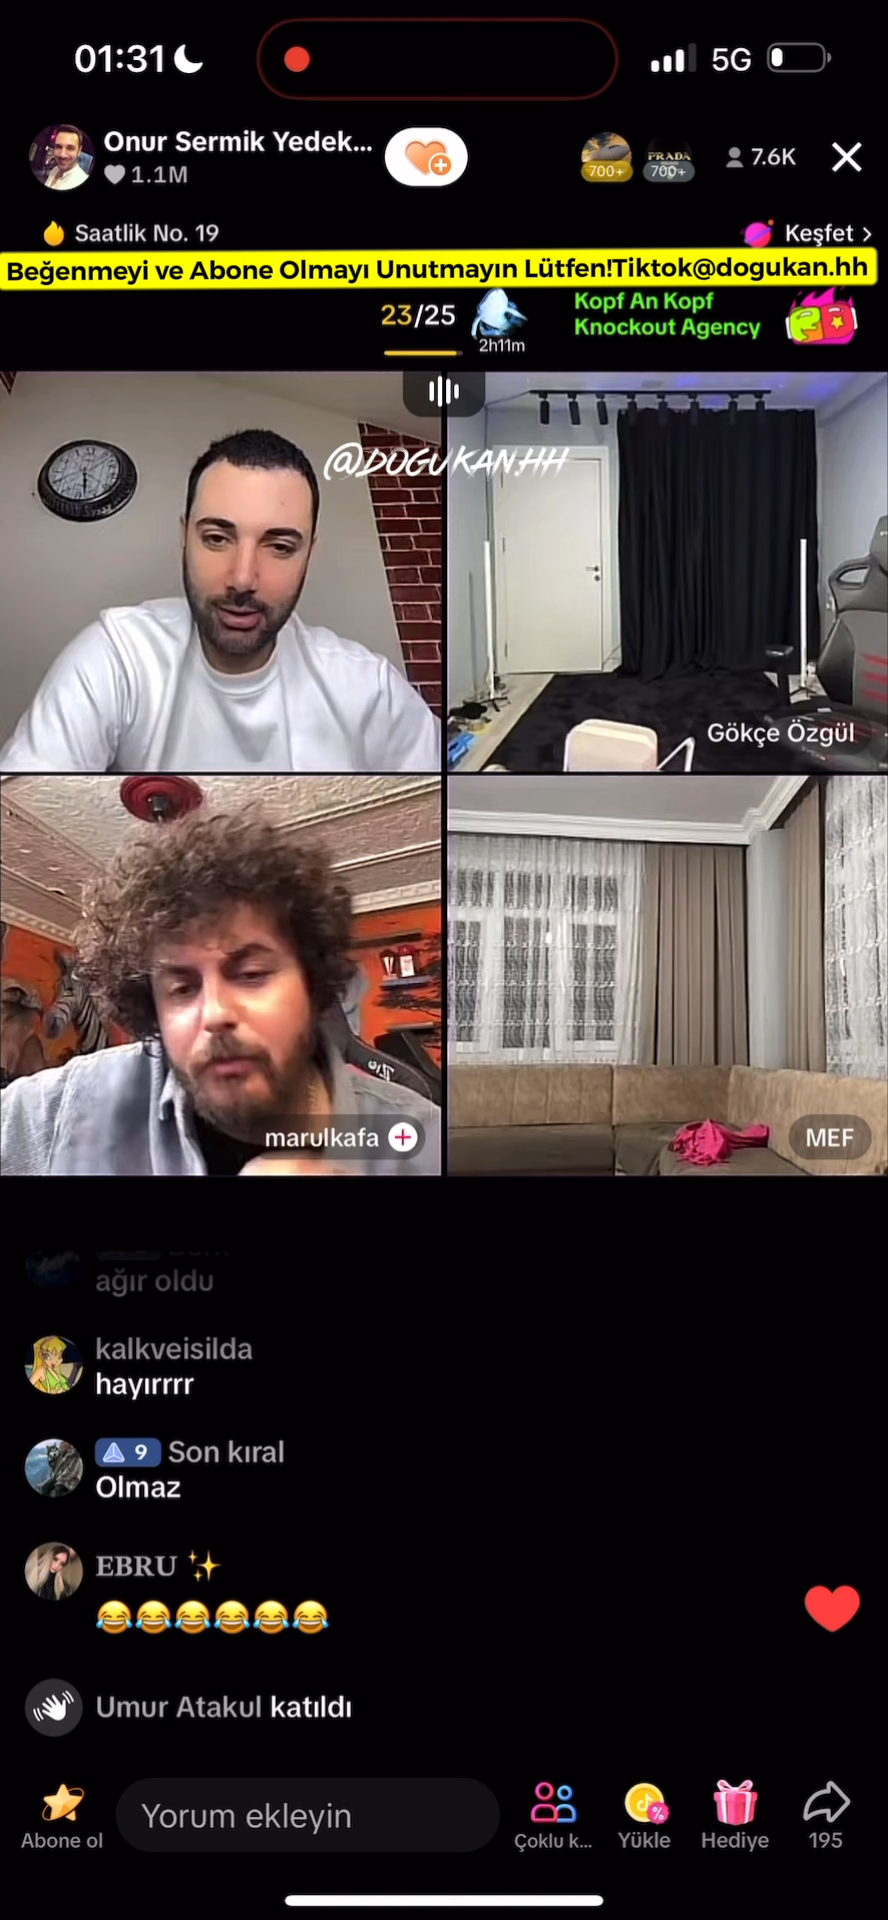 01:31
5G
Onur Sermik Yedek...
1.1M
700+
PRADA
700+
7.6K
Saatlik No. 19
Keşfet >
Beğenmeyi ve Abone Olmayı Unutmayın Lütfen!Tiktok@dogukan.hh
23/25
2h11m
Kopf An Kopf
Knockout Agency
@DOGUKAN.HH
Gökçe Özgül
marulkafa
MEF
ağır oldu
kalkveisilda
hayırrrr
9 Son kıral
Olmaz
EBRU ✨
😂😂😂😂😂😂
Umur Atakul katıldı
Abone ol
Yorum ekleyin
Çoklu k...
Yükle
Hediye
195